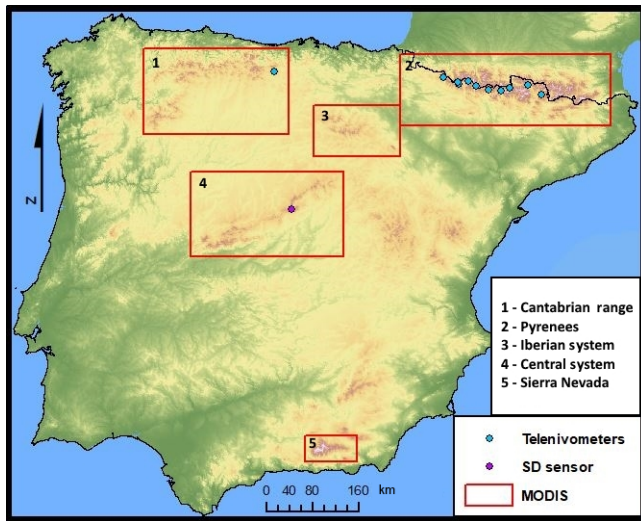 1
2
3
4
5
N
1 - Cantabrian range
2 - Pyrenees
3 - Iberian system
4 - Central system
5 - Sierra Nevada
Telenivometers
SD sensor
MODIS
0 40 80 160 km